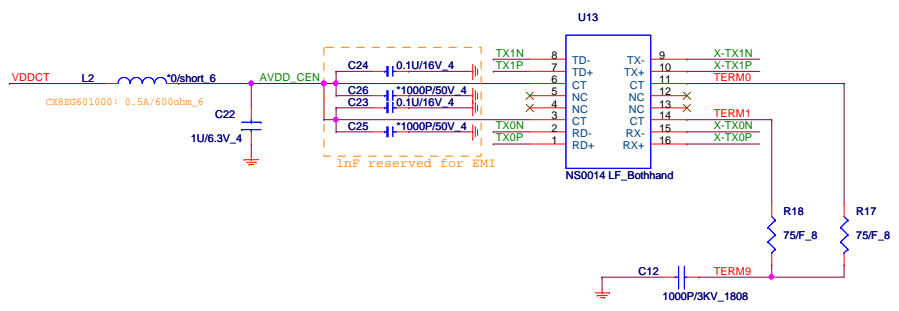 U13
VDDCT
L2
*0/short_6
AVDD_CEN
CX8EG601000: 0.5A/600ohm_6
C22
1U/6.3V_4
C24
0.1U/16V_4
C26
*1000P/50V_4
C23
0.1U/16V_4
C25
*1000P/50V_4
1nF reserved for EMI
TX1N 8 TD- TX- 9 X-TX1N
TX1P 7 TD+ TX+ 10 X-TX1P
6 CT CT 11 TERM0
5 NC NC 12
4 NC NC 13
3 CT CT 14 TERM1
TX0N 2 RD- RX- 15 X-TX0N
TX0P 1 RD+ RX+ 16 X-TX0P
NS0014 LF_Bothhand
R18
75/F_8
R17
75/F_8
C12
TERM9
1000P/3KV_1808